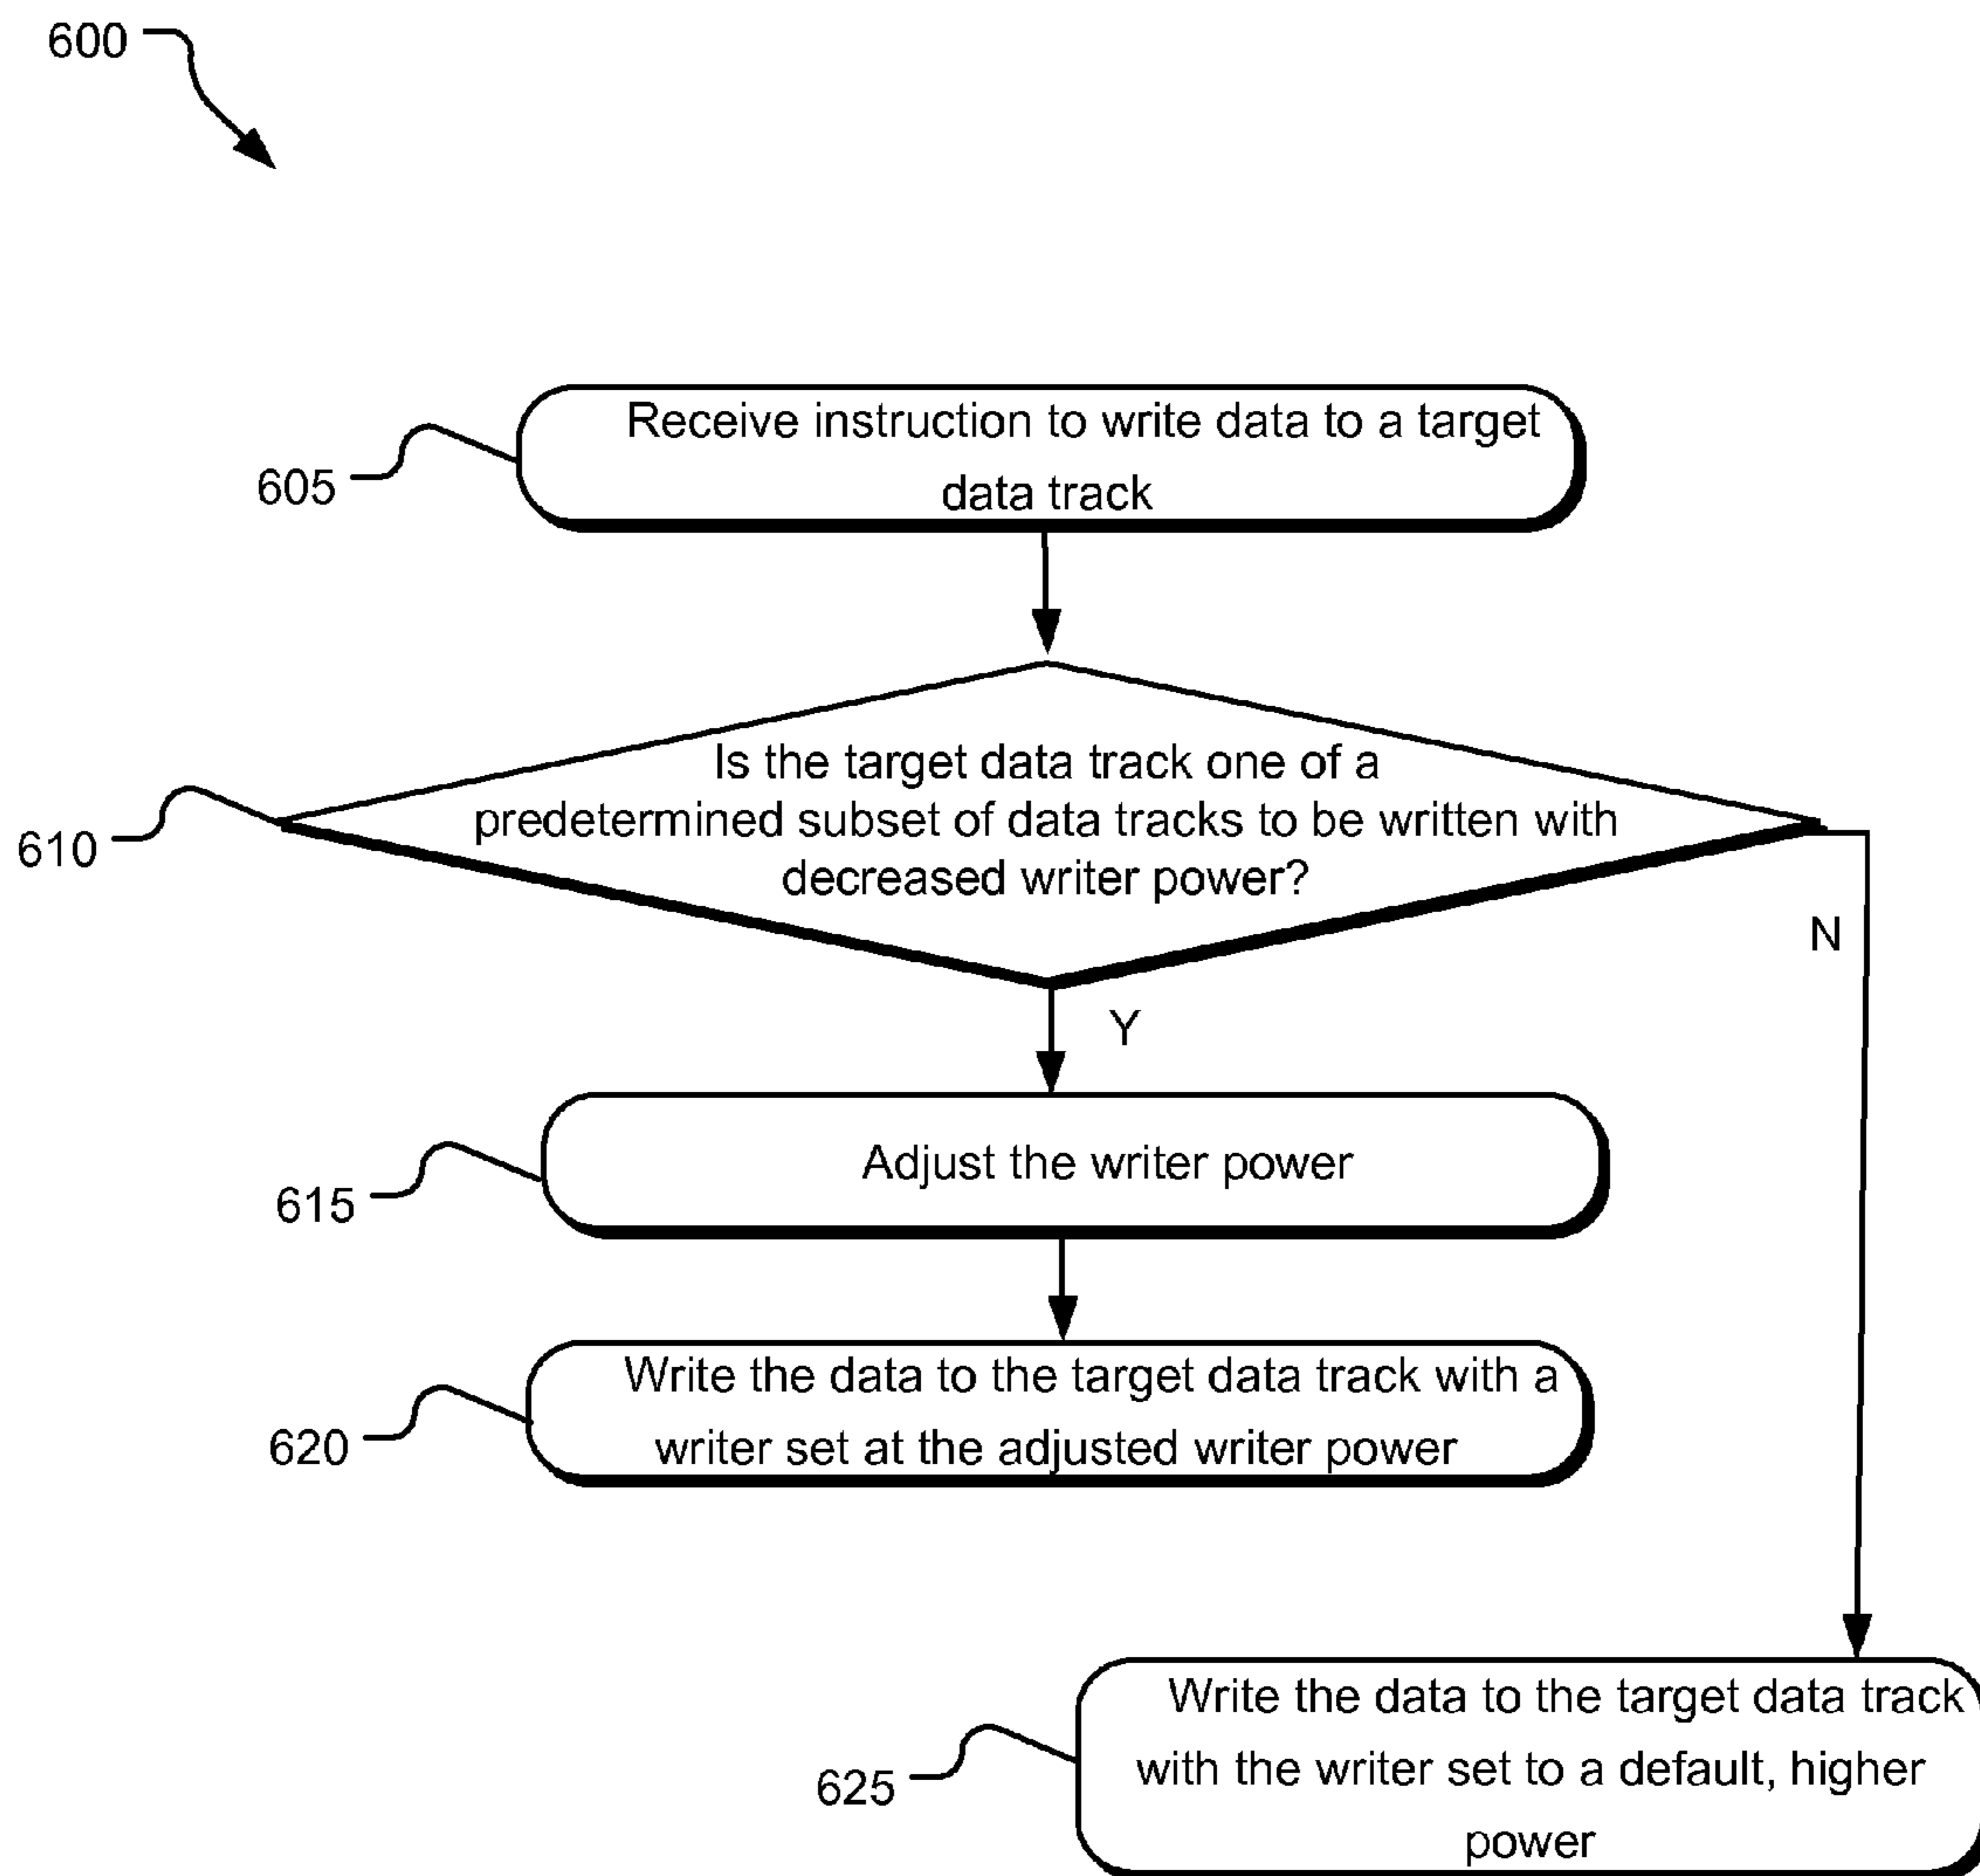 600
Receive instruction to write data to a target
data track
605
Is the target data track one of a
predetermined subset of data tracks to be written with
decreased writer power?
610
N
Y
Adjust the writer power
615
Write the data to the target data track with a
writer set at the adjusted writer power
620
Write the data to the target data track
with the writer set to a default, higher
power
625